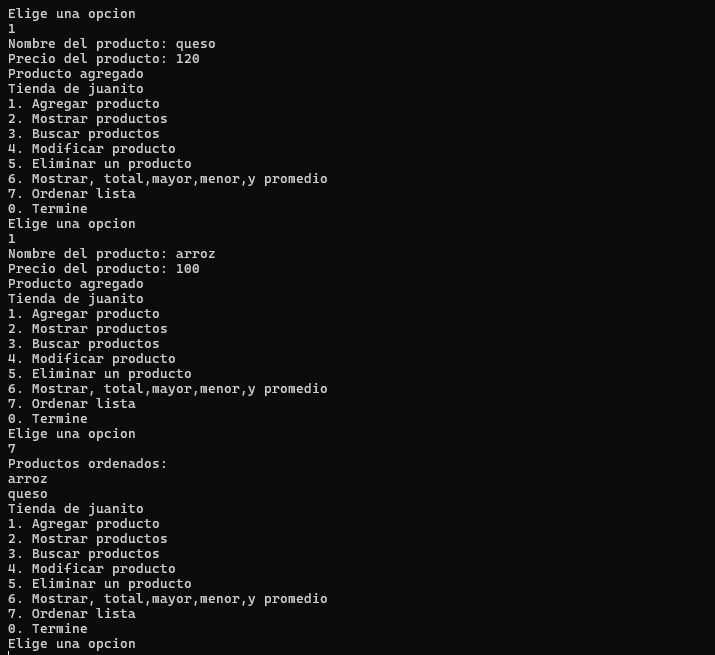 Elige una opcion
1
Nombre del producto: queso
Precio del producto: 120
Producto agregado
Tienda de juanito
1. Agregar producto
2. Mostrar productos
3. Buscar productos
4. Modificar producto
5. Eliminar un producto
6. Mostrar, total,mayor,menor,y promedio
7. Ordenar lista
0. Termine
Elige una opcion
1
Nombre del producto: arroz
Precio del producto: 100
Producto agregado
Tienda de juanito
1. Agregar producto
2. Mostrar productos
3. Buscar productos
4. Modificar producto
5. Eliminar un producto
6. Mostrar, total,mayor,menor,y promedio
7. Ordenar lista
0. Termine
Elige una opcion
7
Productos ordenados:
arroz
queso
Tienda de juanito
1. Agregar producto
2. Mostrar productos
3. Buscar productos
4. Modificar producto
5. Eliminar un producto
6. Mostrar, total,mayor,menor,y promedio
7. Ordenar lista
0. Termine
Elige una opcion